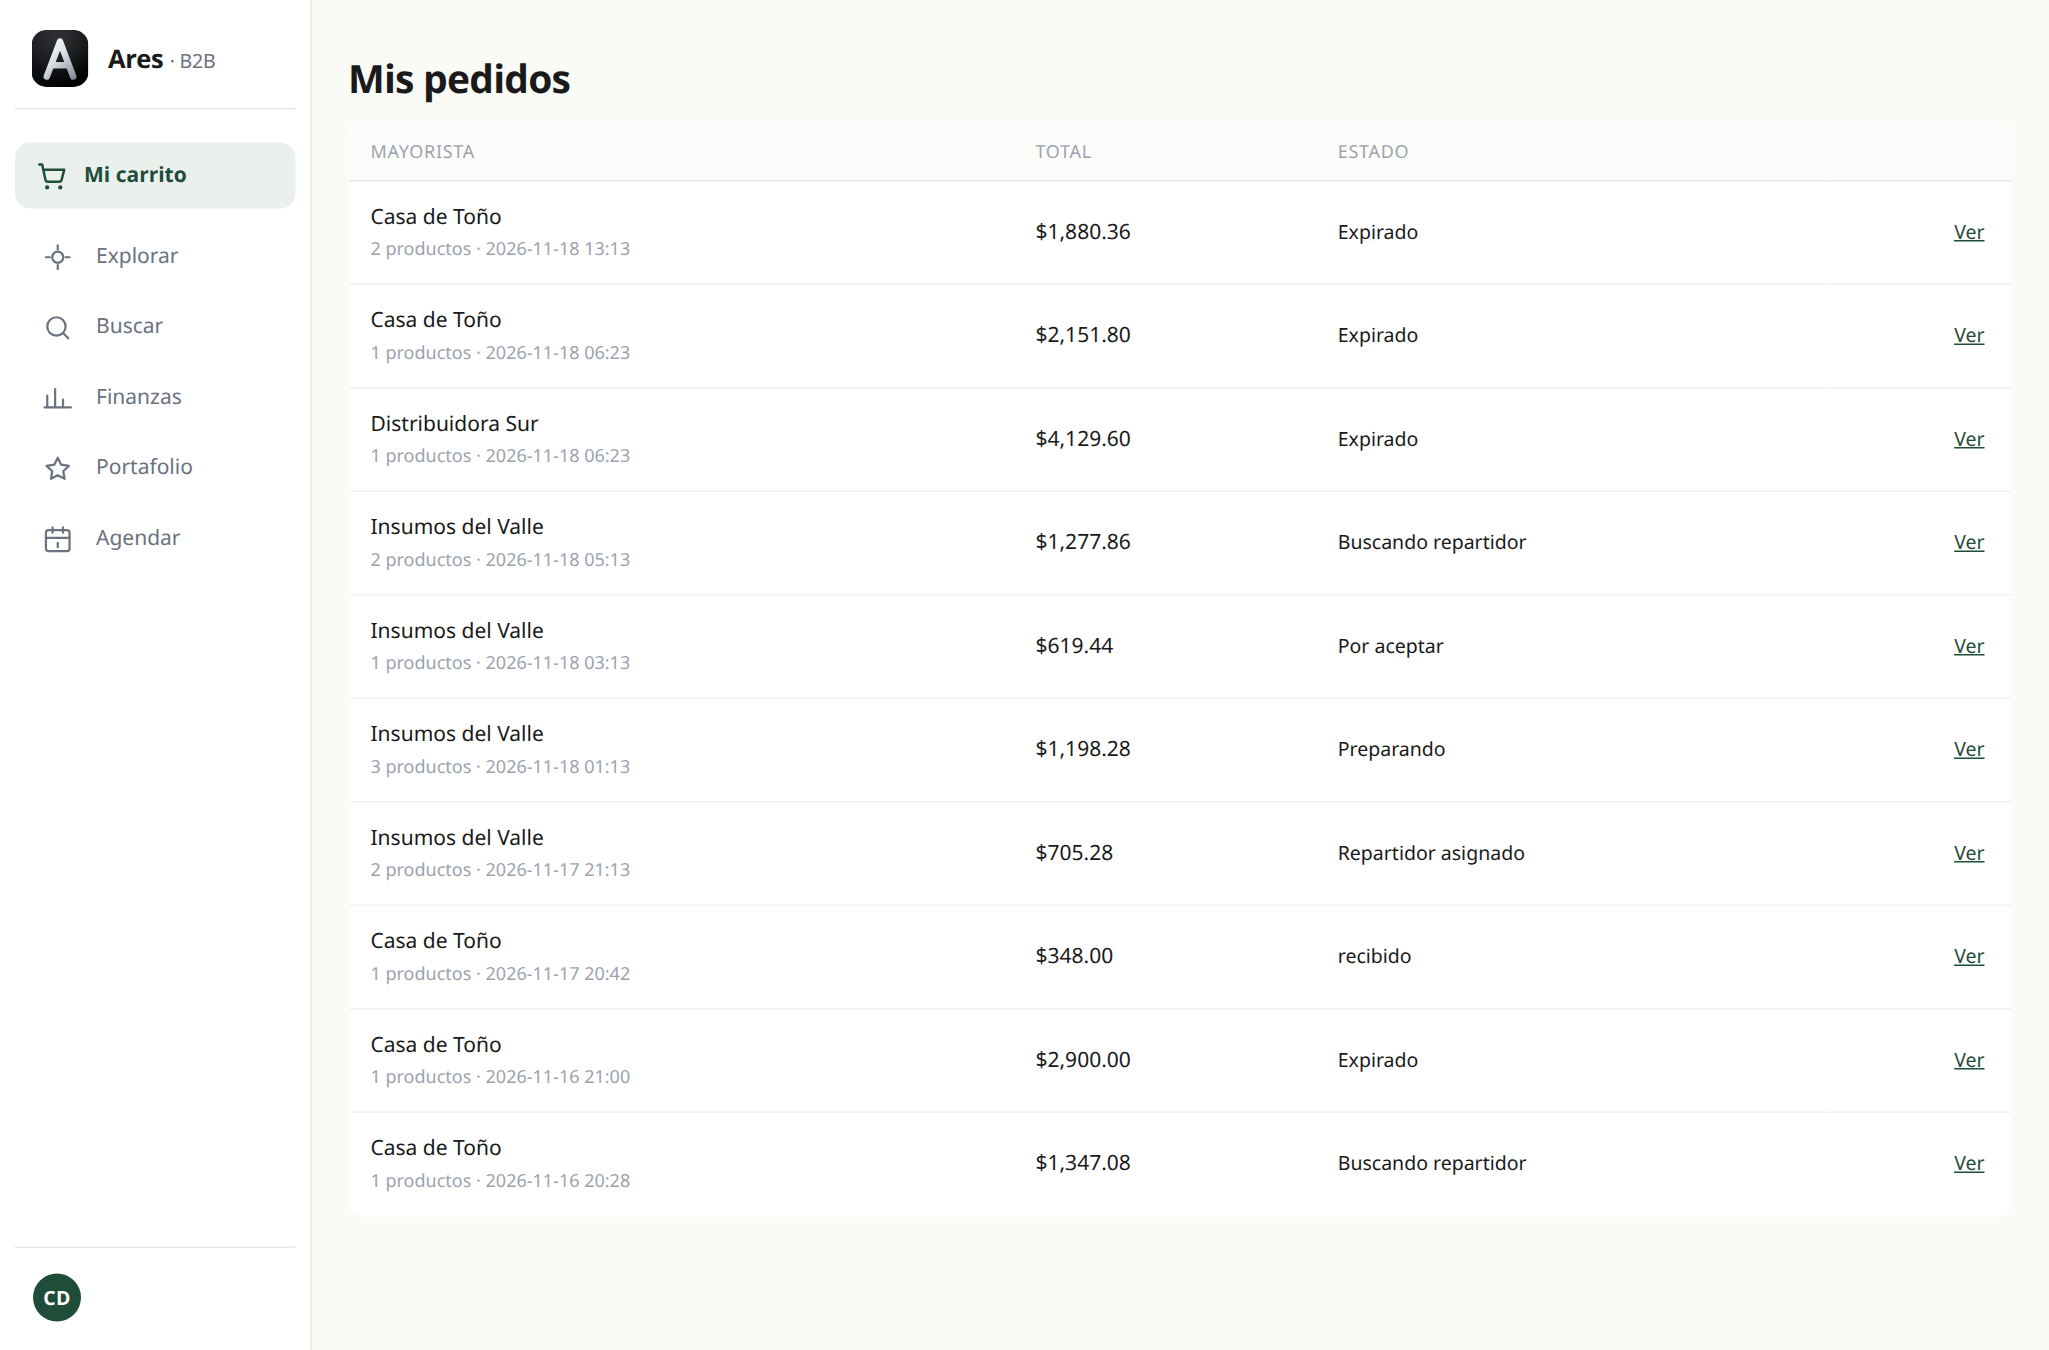 Ares · B2B
Mi carrito
Explorar
Buscar
Finanzas
Portafolio
Agendar
CD
Mis pedidos
MAYORISTA TOTAL ESTADO
Casa de Toño
2 productos · 2026-11-18 13:13
$1,880.36 Expirado Ver
Casa de Toño
1 productos · 2026-11-18 06:23
$2,151.80 Expirado Ver
Distribuidora Sur
1 productos · 2026-11-18 06:23
$4,129.60 Expirado Ver
Insumos del Valle
2 productos · 2026-11-18 05:13
$1,277.86 Buscando repartidor Ver
Insumos del Valle
1 productos · 2026-11-18 03:13
$619.44 Por aceptar Ver
Insumos del Valle
3 productos · 2026-11-18 01:13
$1,198.28 Preparando Ver
Insumos del Valle
2 productos · 2026-11-17 21:13
$705.28 Repartidor asignado Ver
Casa de Toño
1 productos · 2026-11-17 20:42
$348.00 recibido Ver
Casa de Toño
1 productos · 2026-11-16 21:00
$2,900.00 Expirado Ver
Casa de Toño
1 productos · 2026-11-16 20:28
$1,347.08 Buscando repartidor Ver